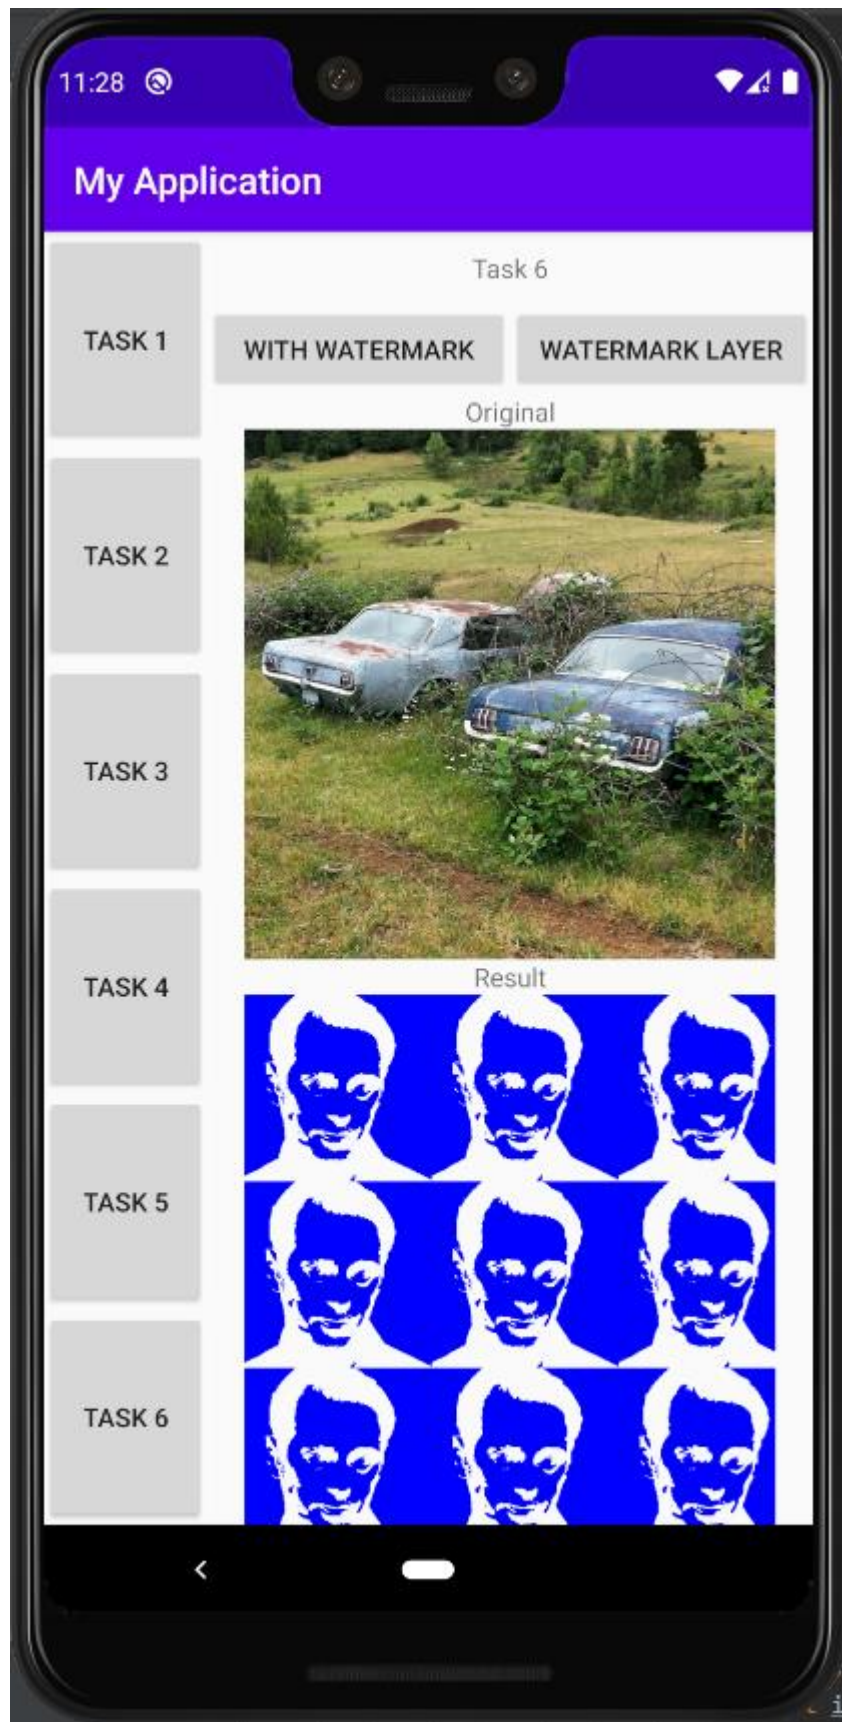 11:28
My Application
TASK 1
TASK 2
TASK 3
TASK 4
TASK 5
TASK 6
Task 6
WITH WATERMARK WATERMARK LAYER
Original
Result